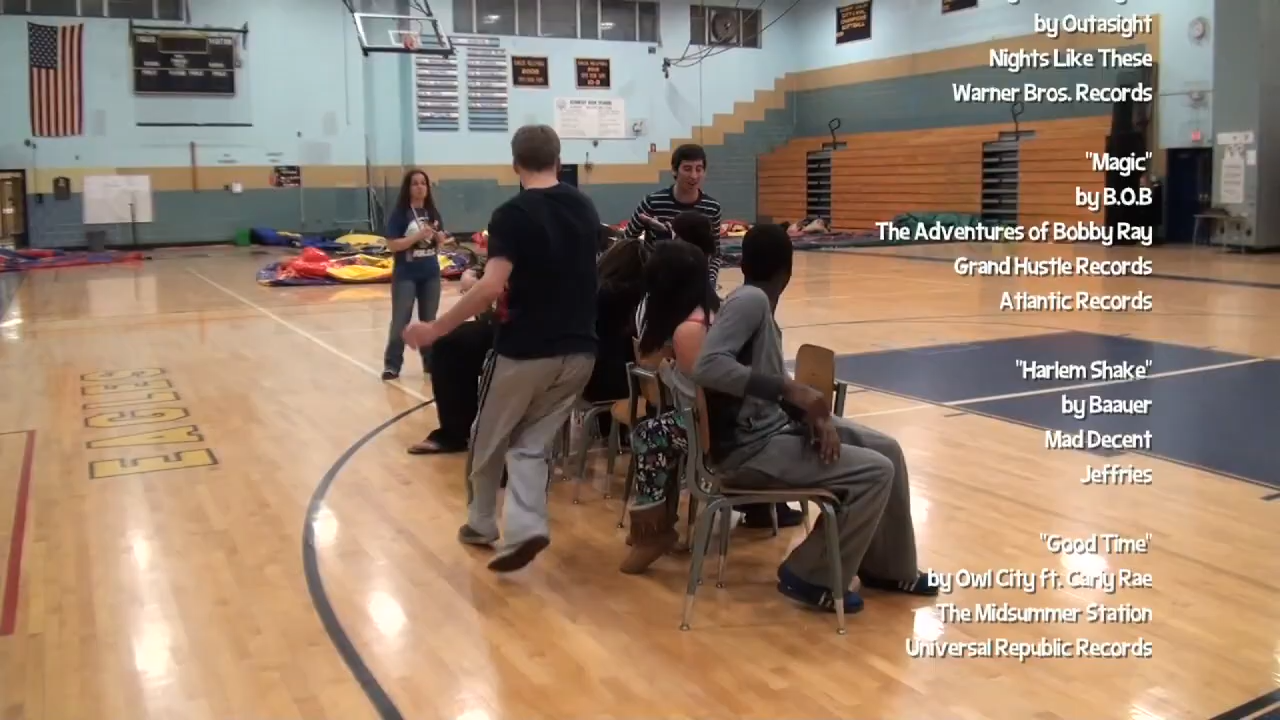 by Outasight
Nights Like These
Warner Bros. Records
"Magic"
by B.O.B
The Adventures of Bobby Ray
Grand Hustle Records
Atlantic Records
"Harlem Shake"
by Baauer
Mad Decent
Jeffries
"Good Time"
by Owl City ft. Carly Rae
The Midsummer Station
Universal Republic Records
EAGLES